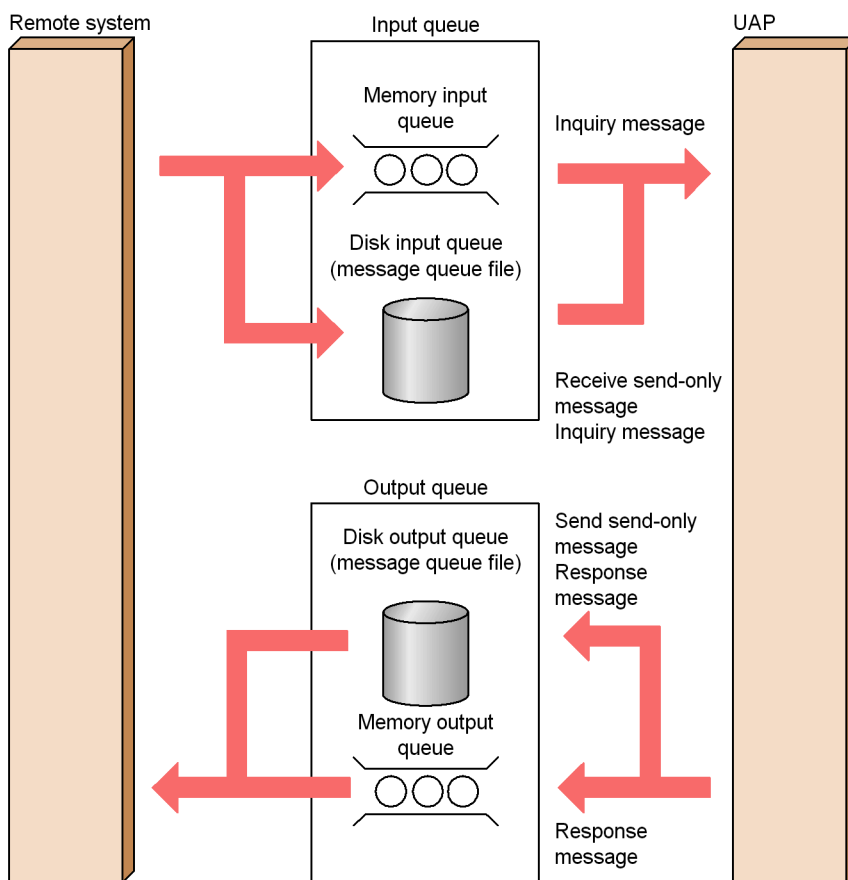 Remote system
Input queue
UAP
Memory input
queue
Inquiry message
Disk input queue
(message queue file)
Receive send-only
message
Inquiry message
Output queue
Disk output queue
(message queue file)
Send send-only
message
Response
message
Memory output
queue
Response
message